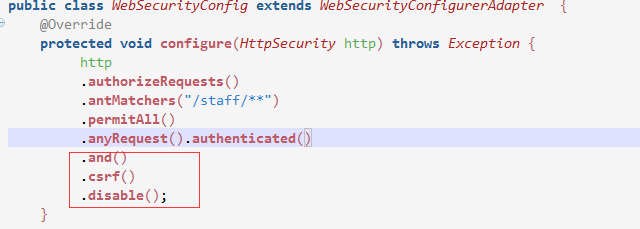 public class WebSecurityConfig extends WebSecurityConfigurerAdapter {
@Override
protected void configure(HttpSecurity http) throws Exception {
http
.authorizeRequests()
.antMatchers("/staff/**")
.permitAll()
.anyRequest().authenticated()
.and()
.csrf()
.disable();
}